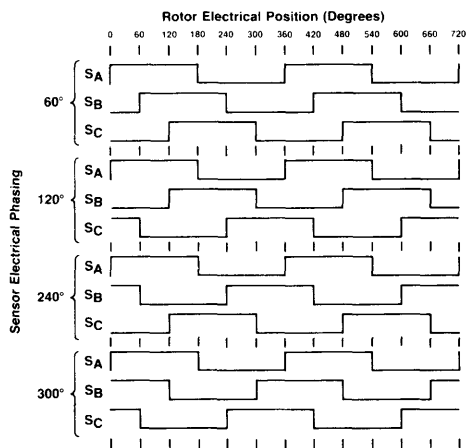 Rotor Electrical Position (Degrees)
0 60 120 180 240 300 360 420 480 540 600 660 720
Sensor Electrical Phasing
60°
SA
SB
SC
120°
SA
SB
SC
240°
SA
SB
SC
300°
SA
SB
SC